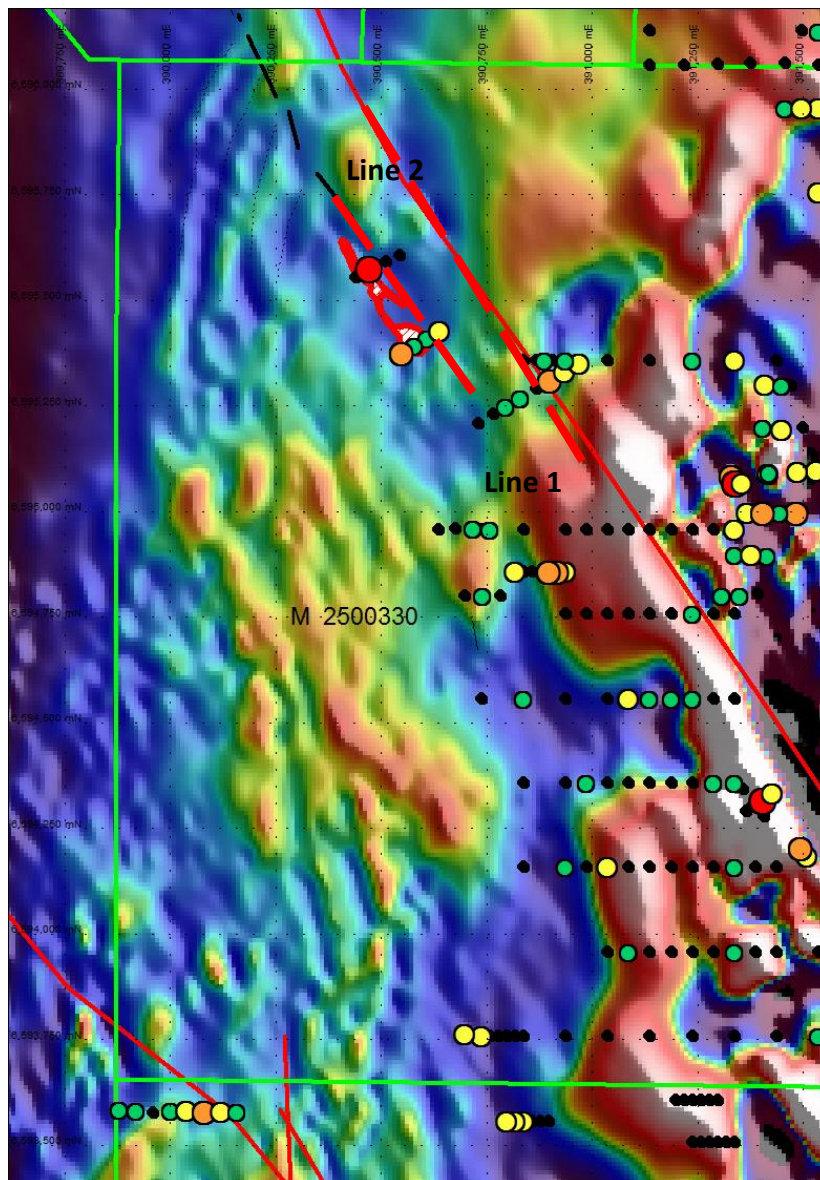 389,750 mE
390,000 mE
390,250 mE
390,500 mE
390,750 mE
391,000 mE
391,250 mE
391,500 mE
6,596,000 mN
Line 2
6,595,750 mN
6,595,500 mN
6,595,250 mN
Line 1
6,595,000 mN
6,594,750 mN
M 2500330
6,594,500 mN
6,594,250 mN
6,594,000 mN
6,593,750 mN
6,593,500 mN